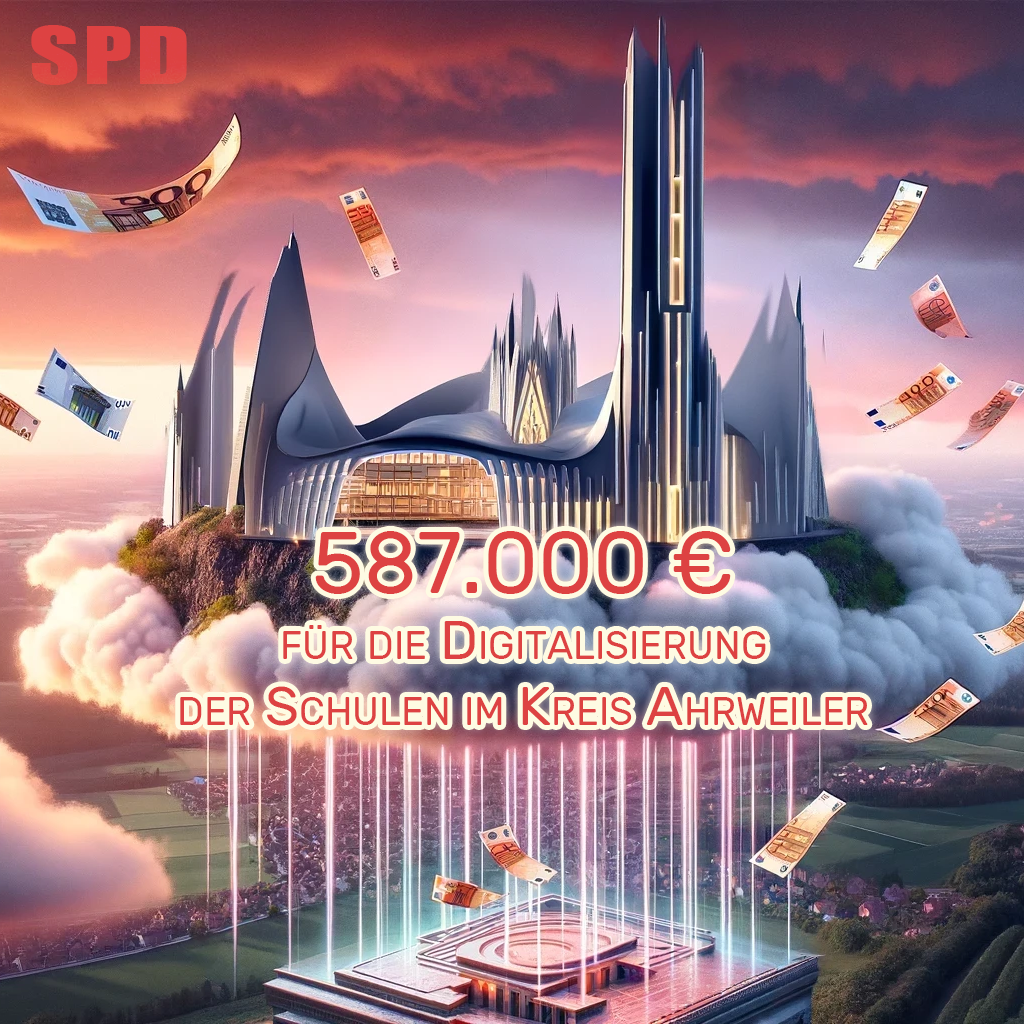 SPD
587.000 €
für die Digitalisierung
der Schulen im Kreis Ahrweiler